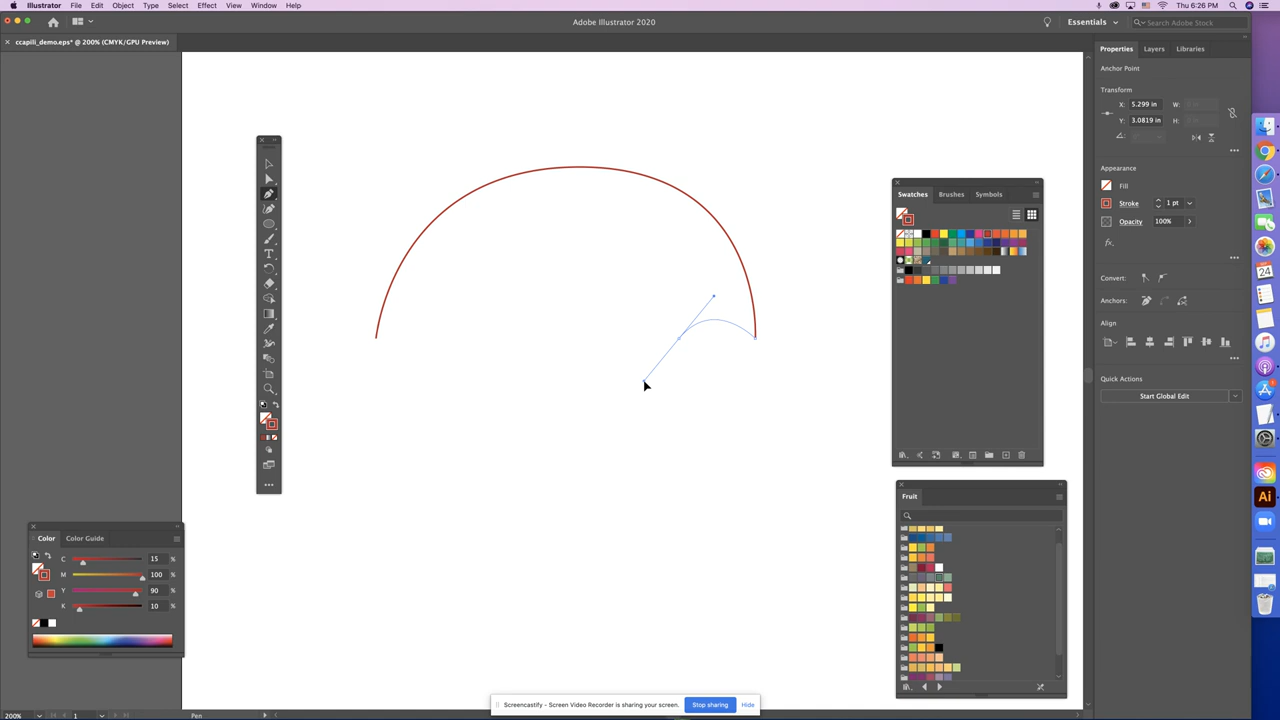 Illustrator File Edit Object Type Select Effect View Window Help
Thu 6:26 PM
Adobe Illustrator 2020
Essentials
Search Adobe Stock
ccapili_demo.eps* @ 200% (CMYK/GPU Preview)
Properties Layers Libraries
Anchor Point
Transform
X: 5.299 in W:
Y: 3.0819 in H:
Appearance
Fill
Stroke 1 pt
Opacity 100%
fx
Convert:
Anchors:
Align
Quick Actions
Start Global Edit
Swatches Brushes Symbols
Fruit
Color Color Guide
C 15 %
M 100 %
Y 90 %
K 10 %
Ai
Screencastify - Screen Video Recorder is sharing your screen. Stop sharing Hide
200% 1 Pen